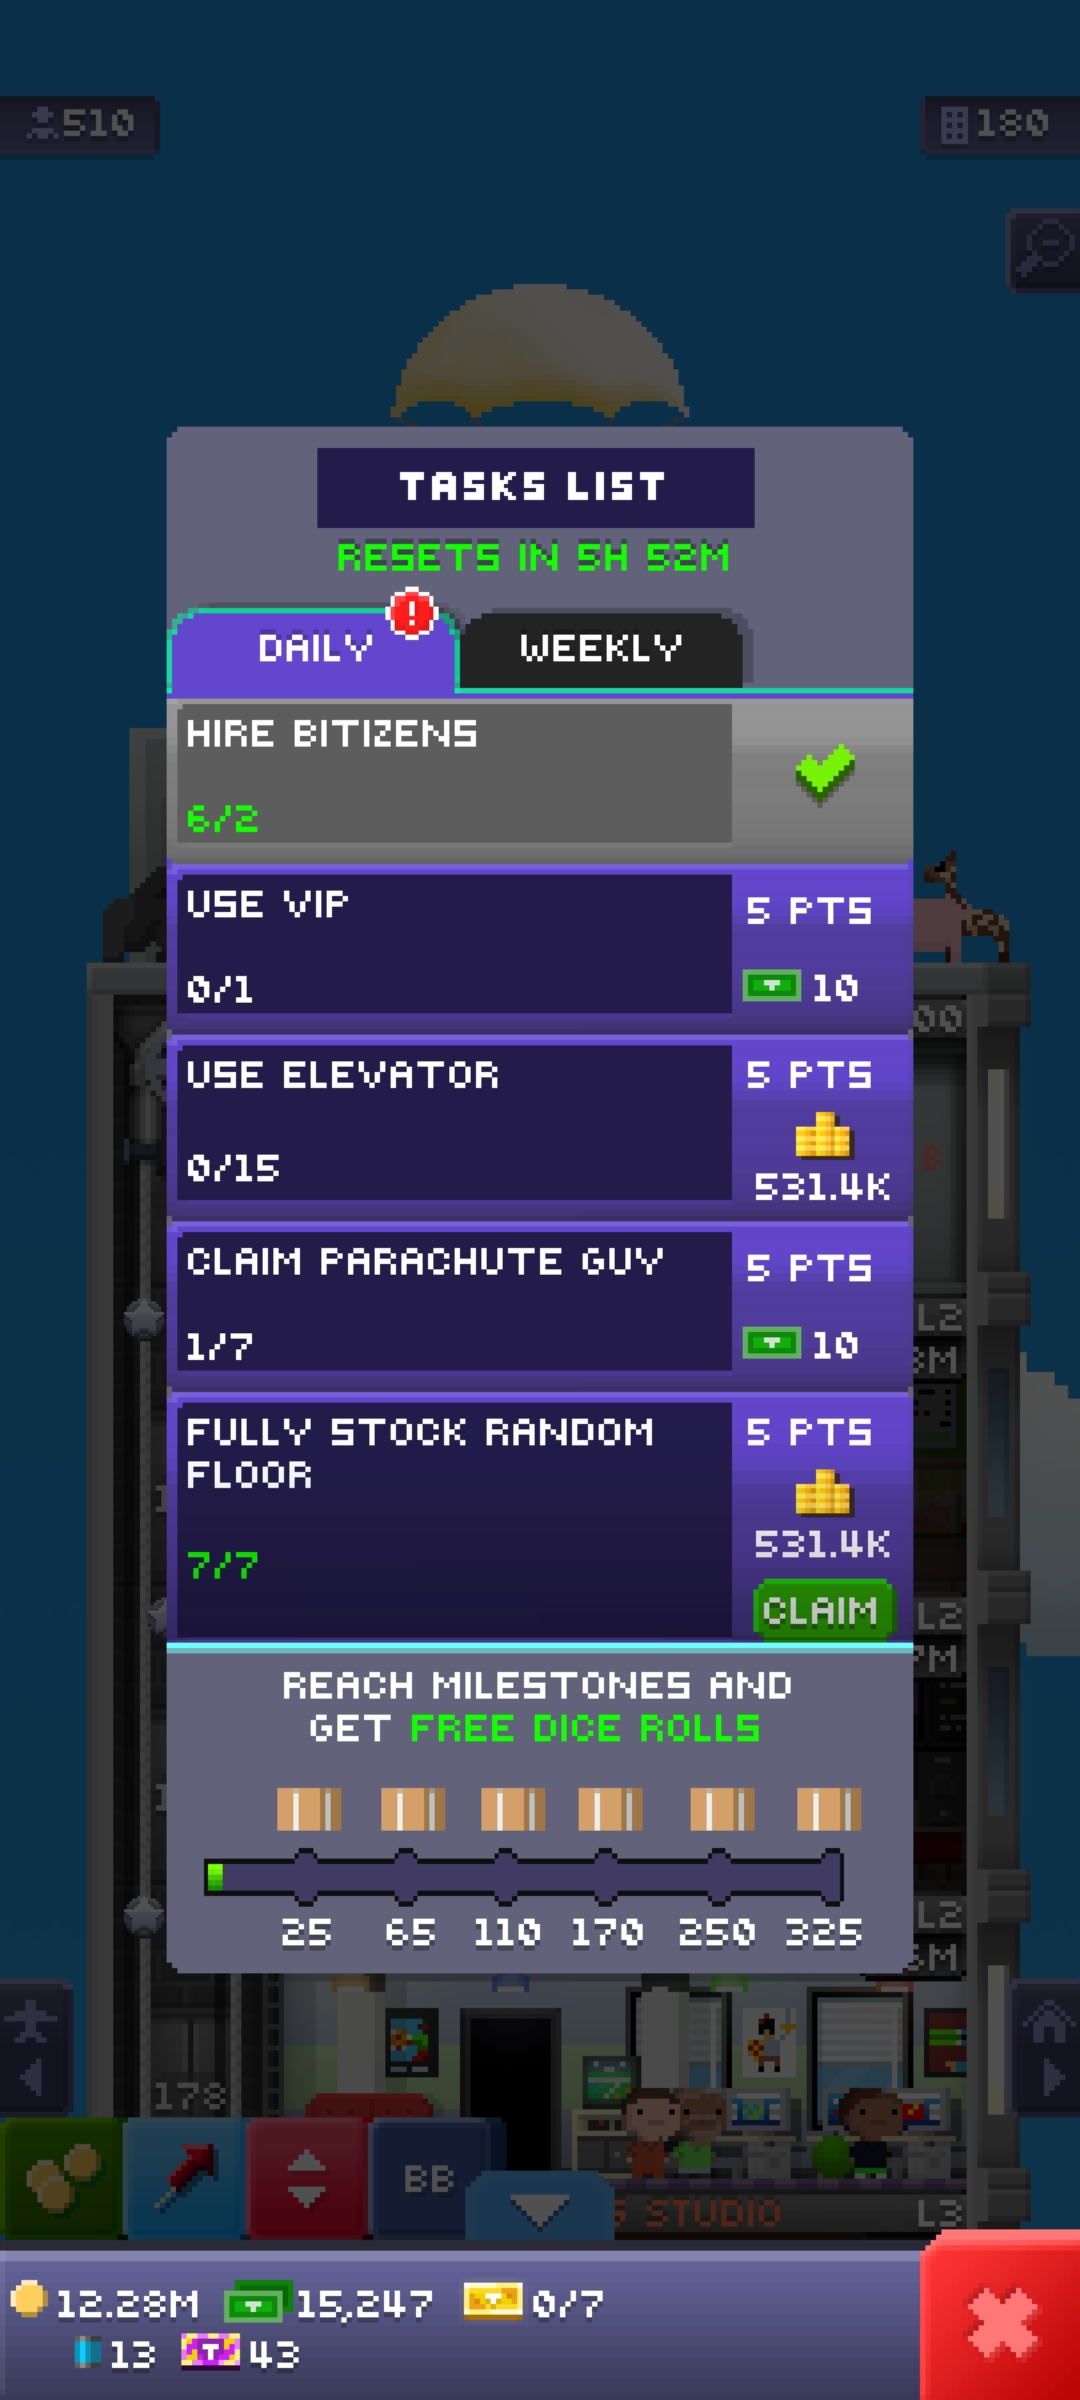 510
180
TASKS LIST
RESETS IN 5H 52M
DAILY
WEEKLY
HIRE BITIZENS
6/2
USE VIP
0/1
5 PTS
10
USE ELEVATOR
0/15
5 PTS
531.4K
CLAIM PARACHUTE GUY
1/7
5 PTS
10
FULLY STOCK RANDOM
FLOOR
7/7
5 PTS
531.4K
CLAIM
REACH MILESTONES AND
GET FREE DICE ROLLS
25 65 110 170 250 325
L2
L2
L2
178
BB
STUDIO
L3
12.28M 15,247 0/7
13 43